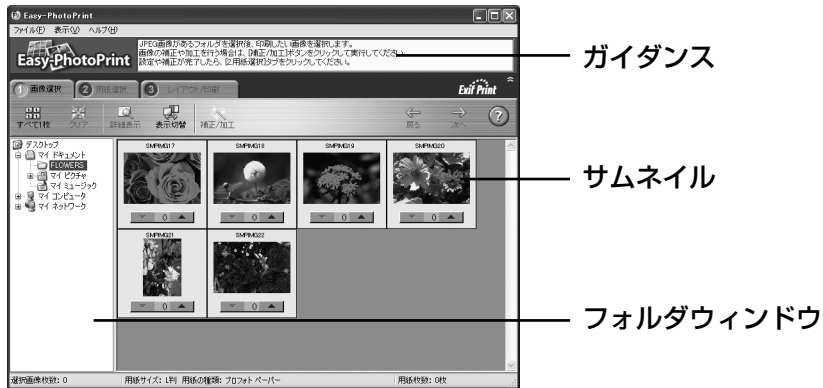 Easy-PhotoPrint
ファイル(F) 表示(V) ヘルプ(H)
Easy-PhotoPrint
JPEG画像があるフォルダを選択後、印刷したい画像を選択します。
画像の補正や加工を行う場合は、[補正/加工]ボタンをクリックして実行してください。
設定や補正が完了したら、[2.用紙選択]タブをクリックしてください。
ガイダンス
1 画像選択 2 用紙選択 3 レイアウト/印刷
Exif Print
すべて1枚 クリア 詳細表示 表示切替 補正/加工 戻る 次へ ?
デスクトップ
マイ ドキュメント
FLOWERS
マイ ピクチャ
マイ ミュージック
マイ コンピュータ
マイ ネットワーク
SMPIMG17 SMPIMG18 SMPIMG19 SMPIMG20
0 0 0 0
サムネイル
SMPIMG21 SMPIMG22
0 0
フォルダウィンドウ
選択画像枚数: 0 用紙サイズ: L判 用紙の種類: プロフォト ペーパー 用紙枚数: 0枚